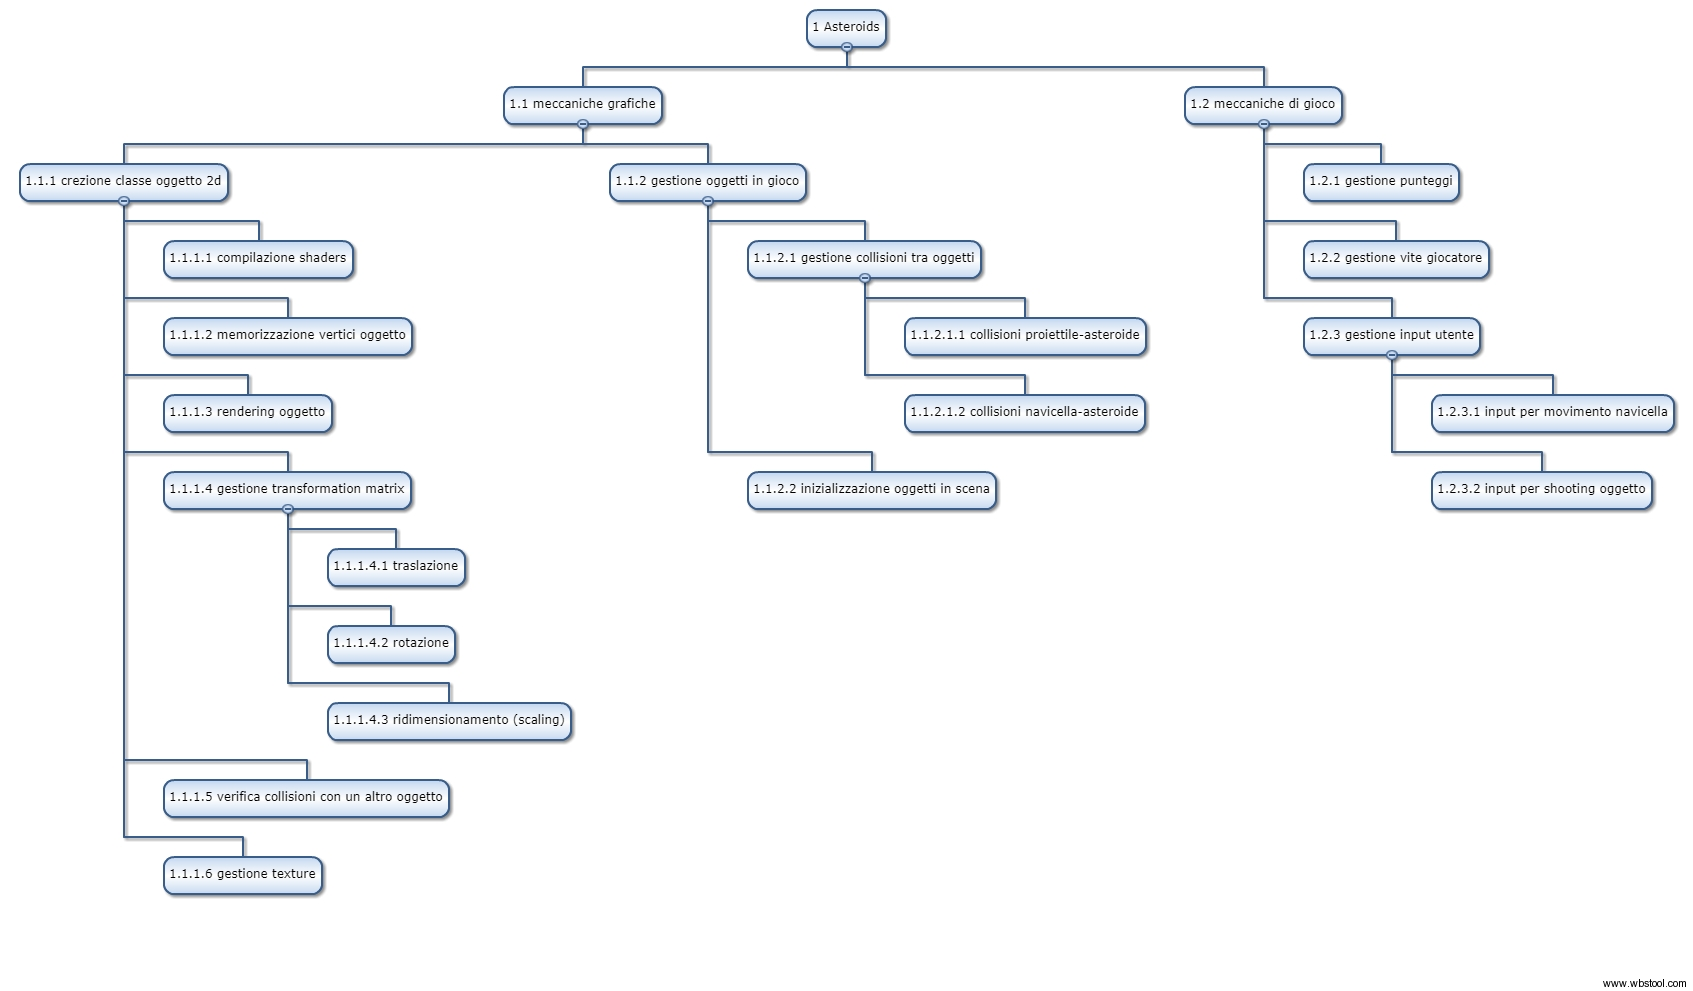 1 Asteroids
1.1 meccaniche grafiche
1.2 meccaniche di gioco
1.1.1 crezione classe oggetto 2d
1.1.2 gestione oggetti in gioco
1.2.1 gestione punteggi
1.1.1.1 compilazione shaders
1.1.2.1 gestione collisioni tra oggetti
1.2.2 gestione vite giocatore
1.1.1.2 memorizzazione vertici oggetto
1.1.2.1.1 collisioni proiettile-asteroide
1.2.3 gestione input utente
1.1.1.3 rendering oggetto
1.1.2.1.2 collisioni navicella-asteroide
1.2.3.1 input per movimento navicella
1.1.1.4 gestione transformation matrix
1.1.2.2 inizializzazione oggetti in scena
1.2.3.2 input per shooting oggetto
1.1.1.4.1 traslazione
1.1.1.4.2 rotazione
1.1.1.4.3 ridimensionamento (scaling)
1.1.1.5 verifica collisioni con un altro oggetto
1.1.1.6 gestione texture
www.wbstool.com